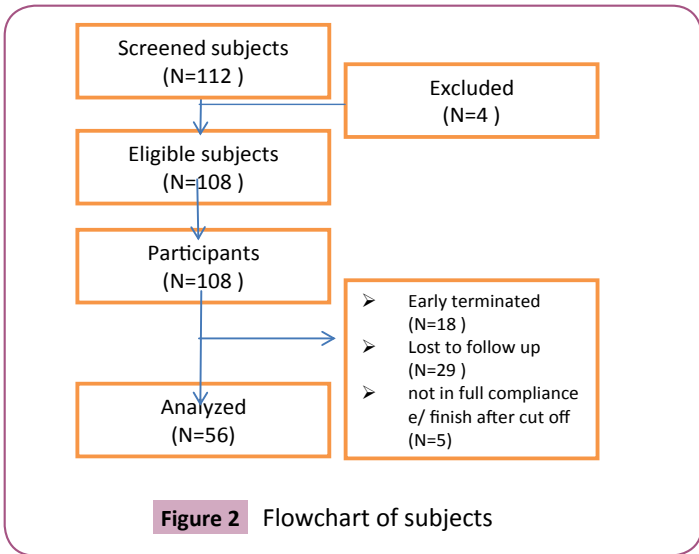 Screened subjects
(N=112 )
Excluded
(N=4 )
Eligible subjects
(N=108 )
Participants
(N=108 )
➢ Early terminated
(N=18 )
➢ Lost to follow up
(N=29 )
➢ not in full compliance
e/ finish after cut off
(N=5)
Analyzed
(N=56)
Figure 2 Flowchart of subjects